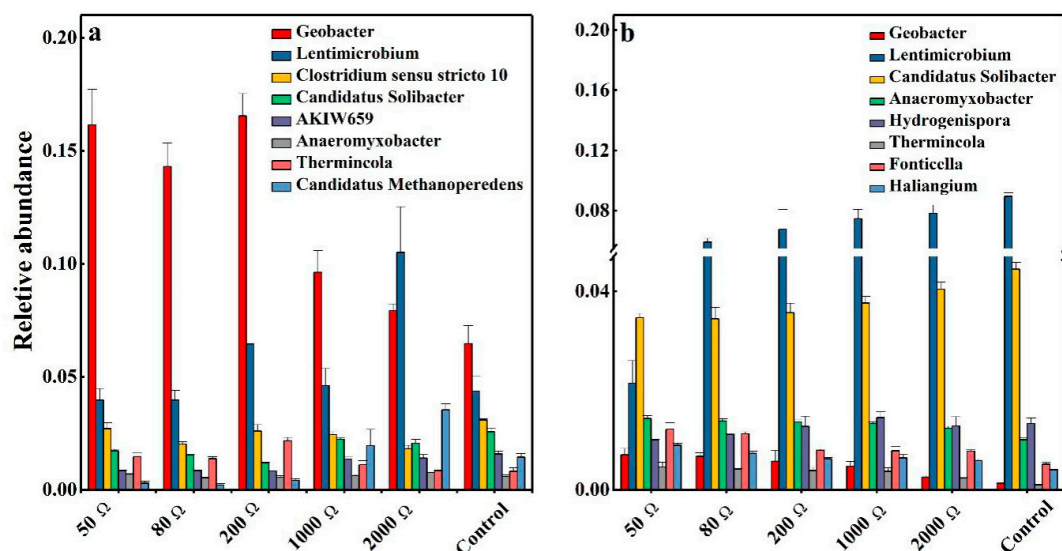 a
Geobacter
Lentimicrobium
Clostridium sensu stricto 10
Candidatus Solibacter
AKIW659
Anaeromyxobacter
Thermincola
Candidatus Methanoperedens
Reletive abundance
0.20
0.15
0.10
0.05
0.00
50 Ω
80 Ω
200 Ω
1000 Ω
2000 Ω
Control
b
Geobacter
Lentimicrobium
Candidatus Solibacter
Anaeromyxobacter
Hydrogenispora
Thermincola
Fonticella
Haliangium
0.20
0.16
0.12
0.08
0.04
0.00
50 Ω
80 Ω
200 Ω
1000 Ω
2000 Ω
Control